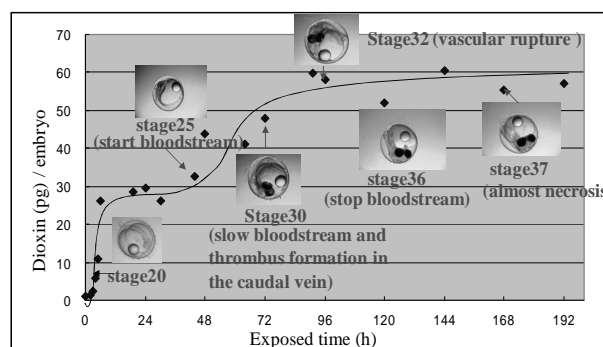 Dioxin (pg) / embryo
70
60
50
40
30
20
10
0
Stage32 (vascular rupture )
stage25
(start bloodstream)
stage20
Stage30
(slow bloodstream and
thrombus formation in
the caudal vein)
stage36
(stop bloodstream)
stage37
(almost necrosis
0 24 48 72 96 120 144 168 192
Exposed time (h)